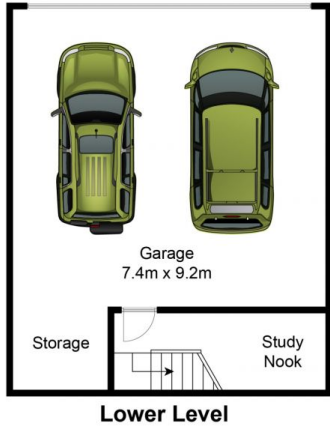 Garage
7.4m x 9.2m
Storage
Study
Nook
Lower Level